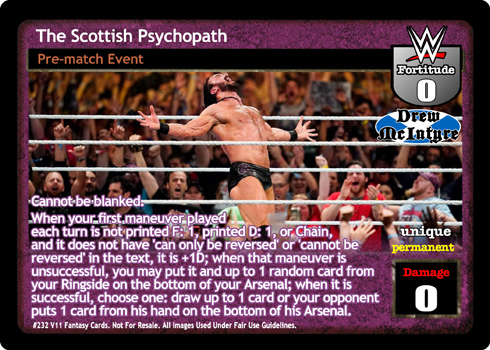 The Scottish Psychopath
Pre-match Event
W
Fortitude
0
Drew
McIntyre
Cannot be blanked.
When your first maneuver played
each turn is not printed F: 1, printed D: 1, or Chain,
and it does not have 'can only be reversed' or 'cannot be
reversed' in the text, it is +1D; when that maneuver is
unsuccessful, you may put it and up to 1 random card from
your Ringside on the bottom of your Arsenal; when it is
successful, choose one: draw up to 1 card or your opponent
puts 1 card from his hand on the bottom of his Arsenal.
unique
permanent
Damage
0
#232 V11 Fantasy Cards. Not For Resale. All Images Used Under Fair Use Guidelines.